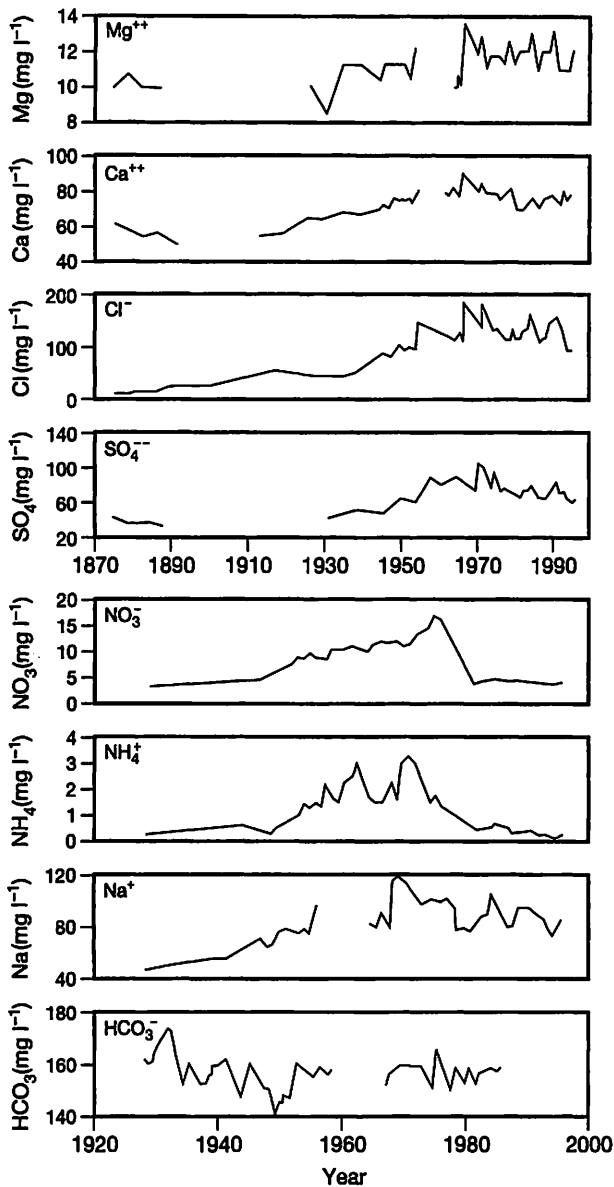 Mg (mg l⁻¹)
14
12
10
8
Mg⁺⁺
Ca (mg l⁻¹)
100
80
60
40
Ca⁺⁺
Cl (mg l⁻¹)
200
100
0
Cl⁻
SO₄ (mg l⁻¹)
140
100
60
20
SO₄⁻⁻
1870 1890 1910 1930 1950 1970 1990
NO₃ (mg l⁻¹)
20
15
10
5
0
NO₃⁻
NH₄ (mg l⁻¹)
4
3
2
1
0
NH₄⁺
Na (mg l⁻¹)
120
80
40
Na⁺
HCO₃ (mg l⁻¹)
180
160
140
HCO₃⁻
1920 1940 1960 1980 2000
Year